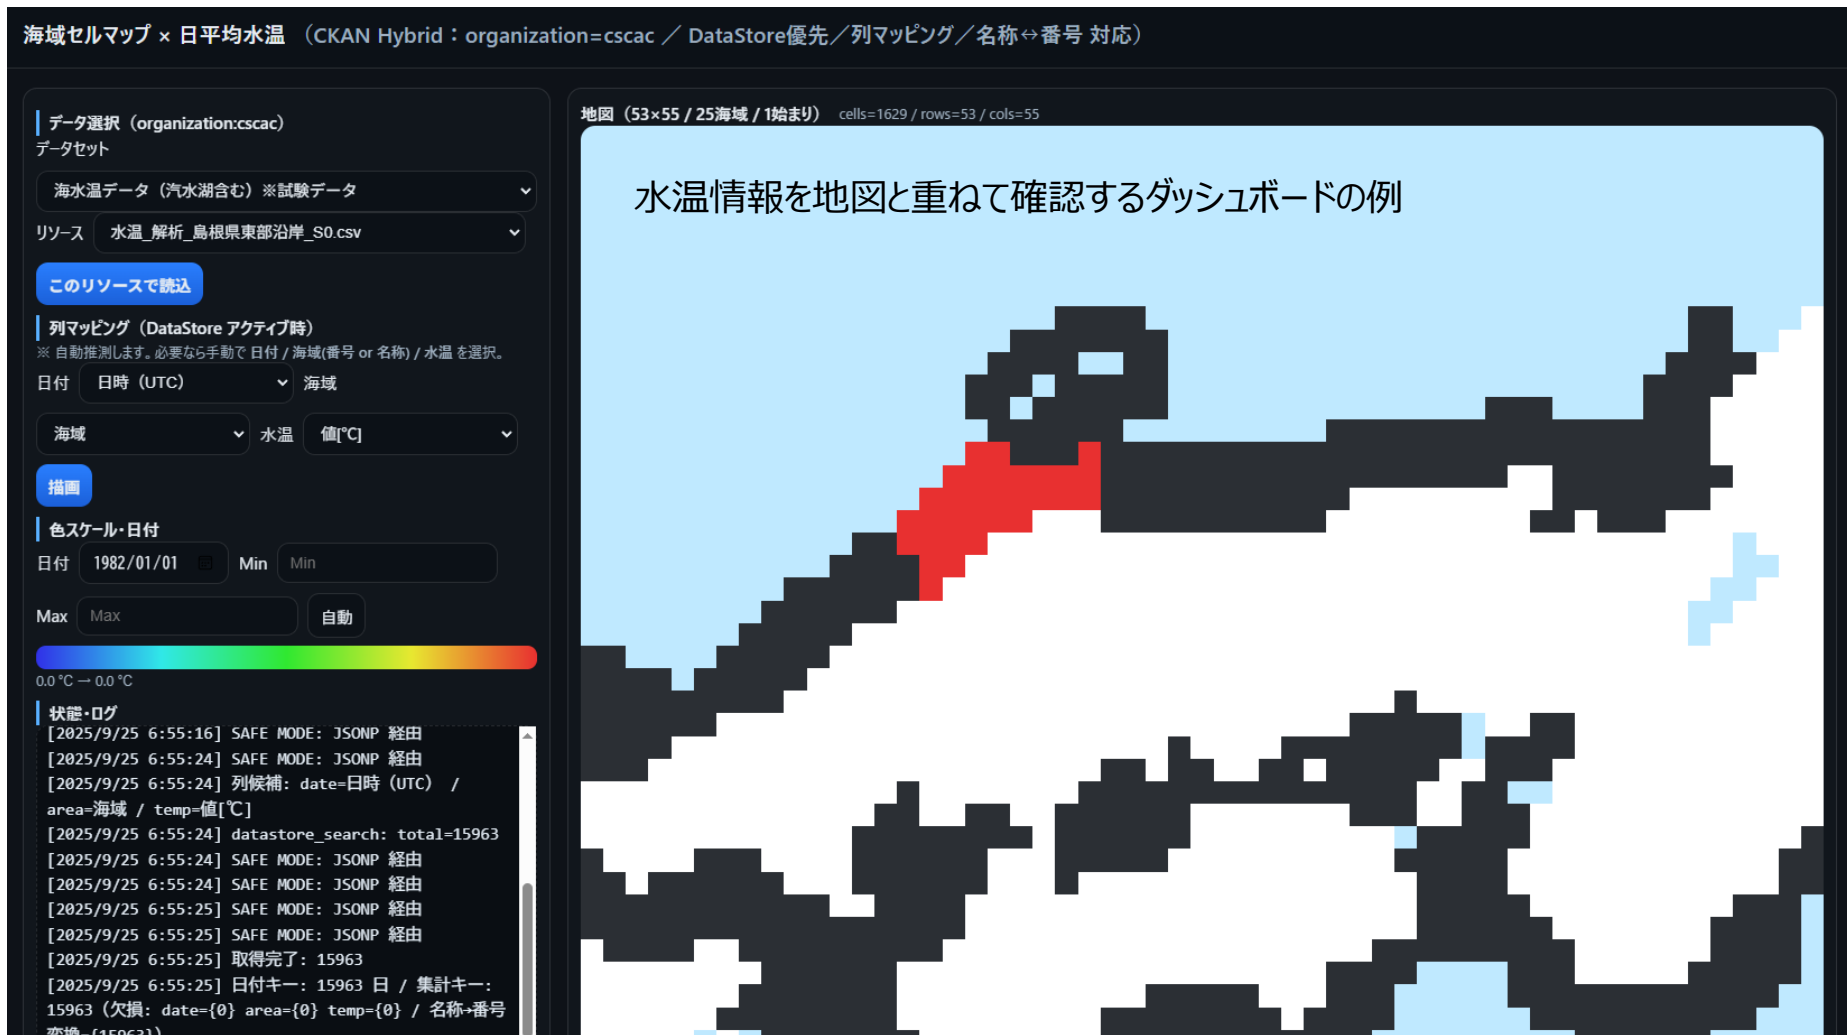 海域セルマップ × 日平均水温 （CKAN Hybrid：organization=cscac ／ DataStore優先／列マッピング／名称↔番号 対応）
データ選択（organization:cscac）
データセット
海水温データ（汽水湖含む）※試験データ
リソース 水温_解析_島根県東部沿岸_S0.csv
このリソースで読込
列マッピング（DataStore アクティブ時）
※ 自動推測します。必要なら手動で 日付 / 海域(番号 or 名称) / 水温 を選択。
日付 日時（UTC） 海域
海域 水温 値[℃]
描画
色スケール・日付
日付 1982/01/01 Min Min
Max Max 自動
0.0 ℃ → 0.0 ℃
状態・ログ
[2025/9/25 6:55:16] SAFE MODE: JSONP 経由
[2025/9/25 6:55:24] SAFE MODE: JSONP 経由
[2025/9/25 6:55:24] 列候補: date=日時（UTC） /
area=海域 / temp=値[℃]
[2025/9/25 6:55:24] datastore_search: total=15963
[2025/9/25 6:55:24] SAFE MODE: JSONP 経由
[2025/9/25 6:55:24] SAFE MODE: JSONP 経由
[2025/9/25 6:55:25] SAFE MODE: JSONP 経由
[2025/9/25 6:55:25] SAFE MODE: JSONP 経由
[2025/9/25 6:55:25] 取得完了: 15963
[2025/9/25 6:55:25] 日付キー: 15963 日 / 集計キー:
15963（欠損: date={0} area={0} temp={0} / 名称→番号
変換={15963}）
地図（53×55 / 25海域 / 1始まり） cells=1629 / rows=53 / cols=55
水温情報を地図と重ねて確認するダッシュボードの例